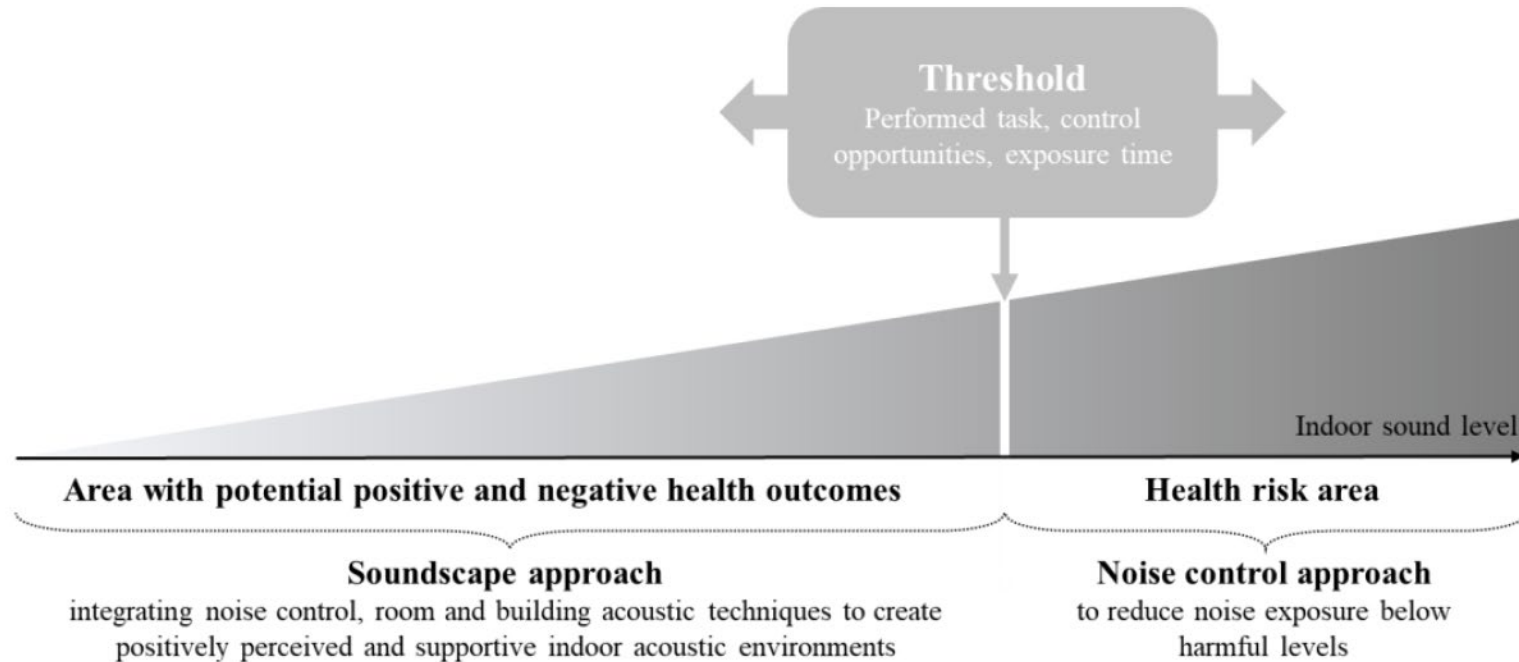 Threshold
Performed task, control
opportunities, exposure time
Indoor sound level
Area with potential positive and negative health outcomes
Health risk area
Soundscape approach
integrating noise control, room and building acoustic techniques to create
positively perceived and supportive indoor acoustic environments
Noise control approach
to reduce noise exposure below
harmful levels